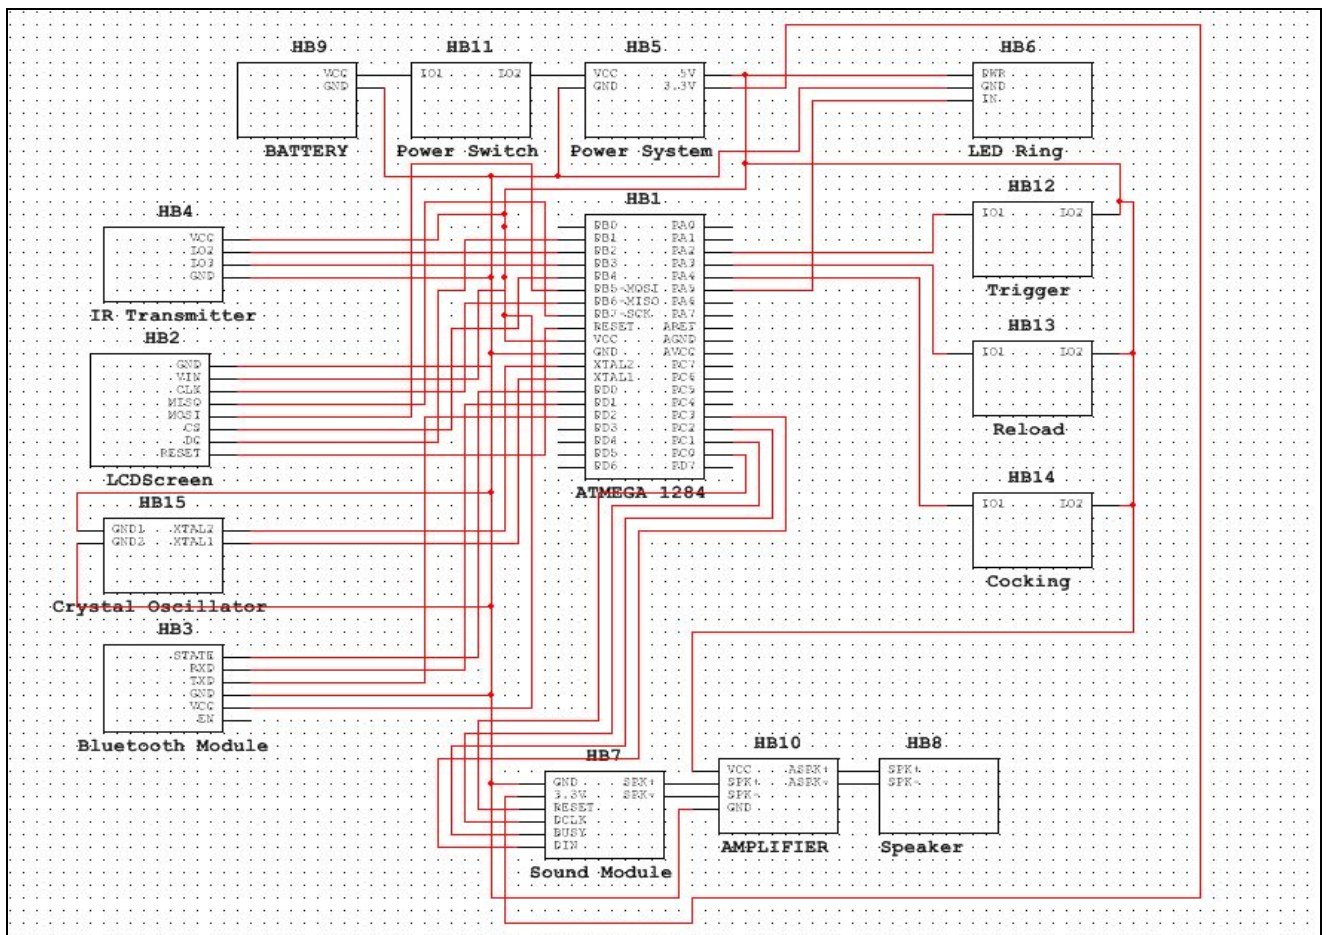 HB9
VCC
GND
BATTERY
HB11
IO1 IO2
Power Switch
HB5
VCC 5V
GND 3.3V
Power System
HB6
PWR
GND
IN
LED Ring
HB12
IO1 IO2
Trigger
HB13
IO1 IO2
Reload
HB14
IO1 IO2
Cocking
HB4
VCC
IO2
IO3
GND
IR Transmitter
HB2
GND
VIN
CLK
MISO
MOSI
CS
DC
RESET
LCDScreen
HB15
GND1 XTAL2
GND2 XTAL1
Crystal Oscillator
HB3
STATE
RXD
TXD
GND
VCC
EN
Bluetooth Module
HB1
PB0 PA0
PB1 PA1
PB2 PA2
PB3 PA3
PB4 PA4
PB5-MOSI PA5
PB6-MISO PA6
PB7-SCK PA7
RESET AREF
VCC AGND
GND AVCC
XTAL2 PC7
XTAL1 PC6
PD0 PC5
PD1 PC4
PD2 PC3
PD3 PC2
PD4 PC1
PD5 PC0
PD6 PD7
ATMEGA 1284
HB7
GND SPK+
3.3V SPK-
RESET
DCLK
BUSY
DIN
Sound Module
HB10
VCC ASPK+
SPK+ ASPK-
SPK-
GND
AMPLIFIER
HB8
SPK+
SPK-
Speaker